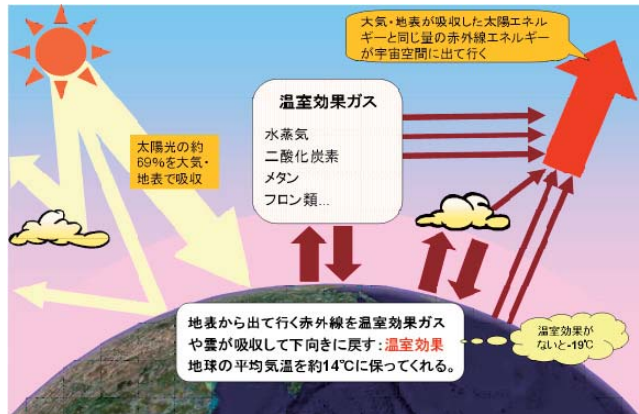 大気・地表が吸収した太陽エネル
ギーと同じ量の赤外線エネルギー
が宇宙空間に出て行く
温室効果ガス
水蒸気
二酸化炭素
メタン
フロン類...
太陽光の約
69%を大気・
地表で吸収
地表から出て行く赤外線を温室効果ガス
や雲が吸収して下向きに戻す：温室効果
地球の平均気温を約14℃に保ってくれる。
温室効果が
ないと-19℃